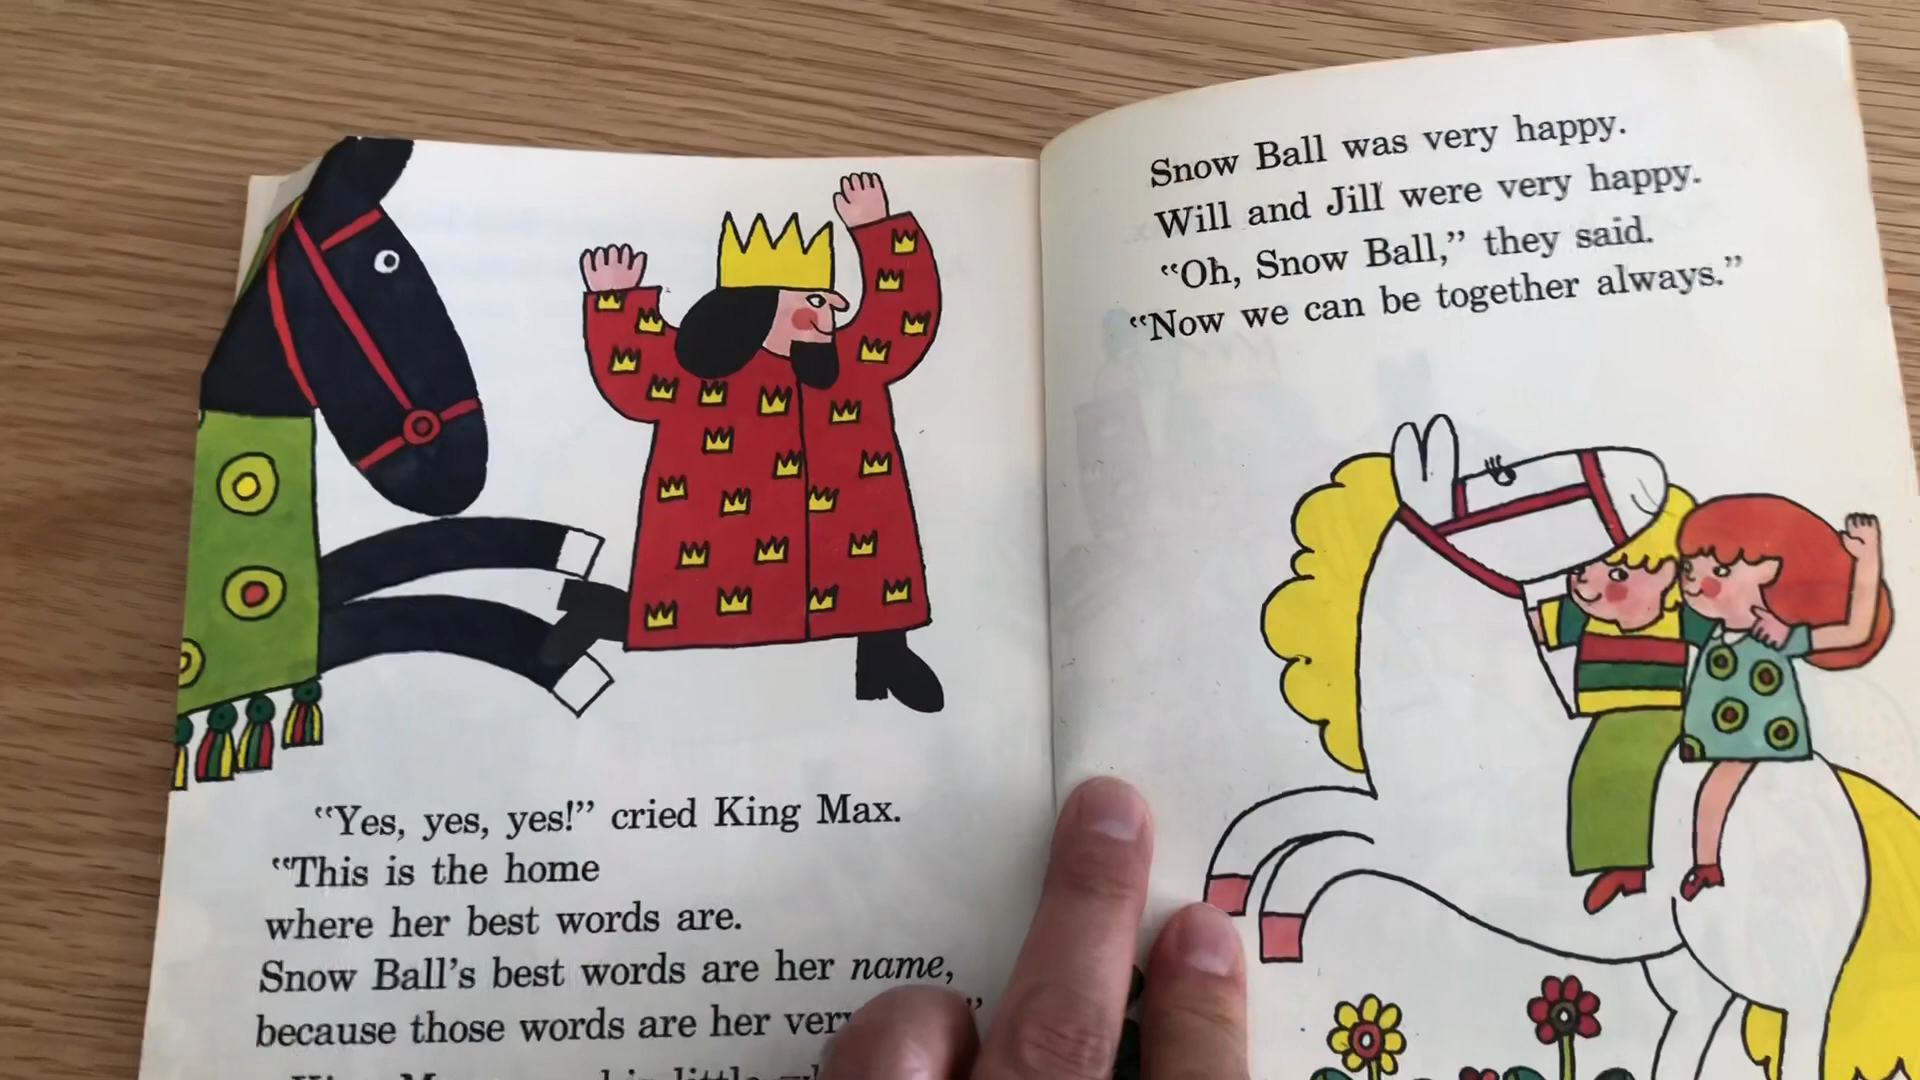 “Yes, yes, yes!” cried King Max.
“This is the home
where her best words are.
Snow Ball’s best words are her name,
because those words are her very
Snow Ball was very happy.
Will and Jill were very happy.
“Oh, Snow Ball,” they said.
“Now we can be together always.”